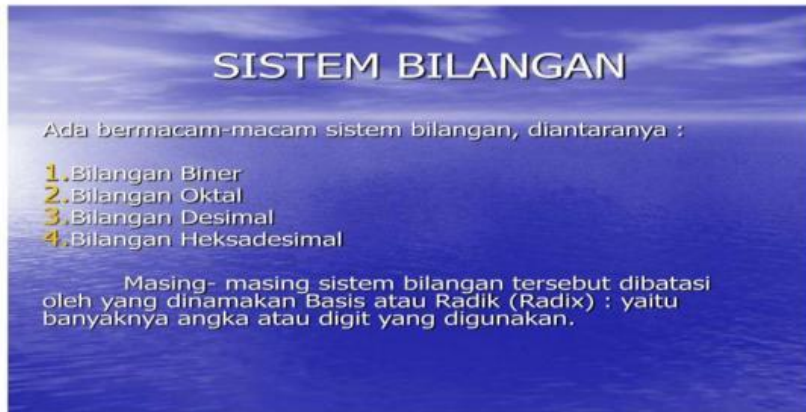 SISTEM BILANGAN
Ada bermacam-macam sistem bilangan, diantaranya :
1.Bilangan Biner
2.Bilangan Oktal
3.Bilangan Desimal
4.Bilangan Heksadesimal
Masing- masing sistem bilangan tersebut dibatasi
oleh yang dinamakan Basis atau Radik (Radix) : yaitu
banyaknya angka atau digit yang digunakan.